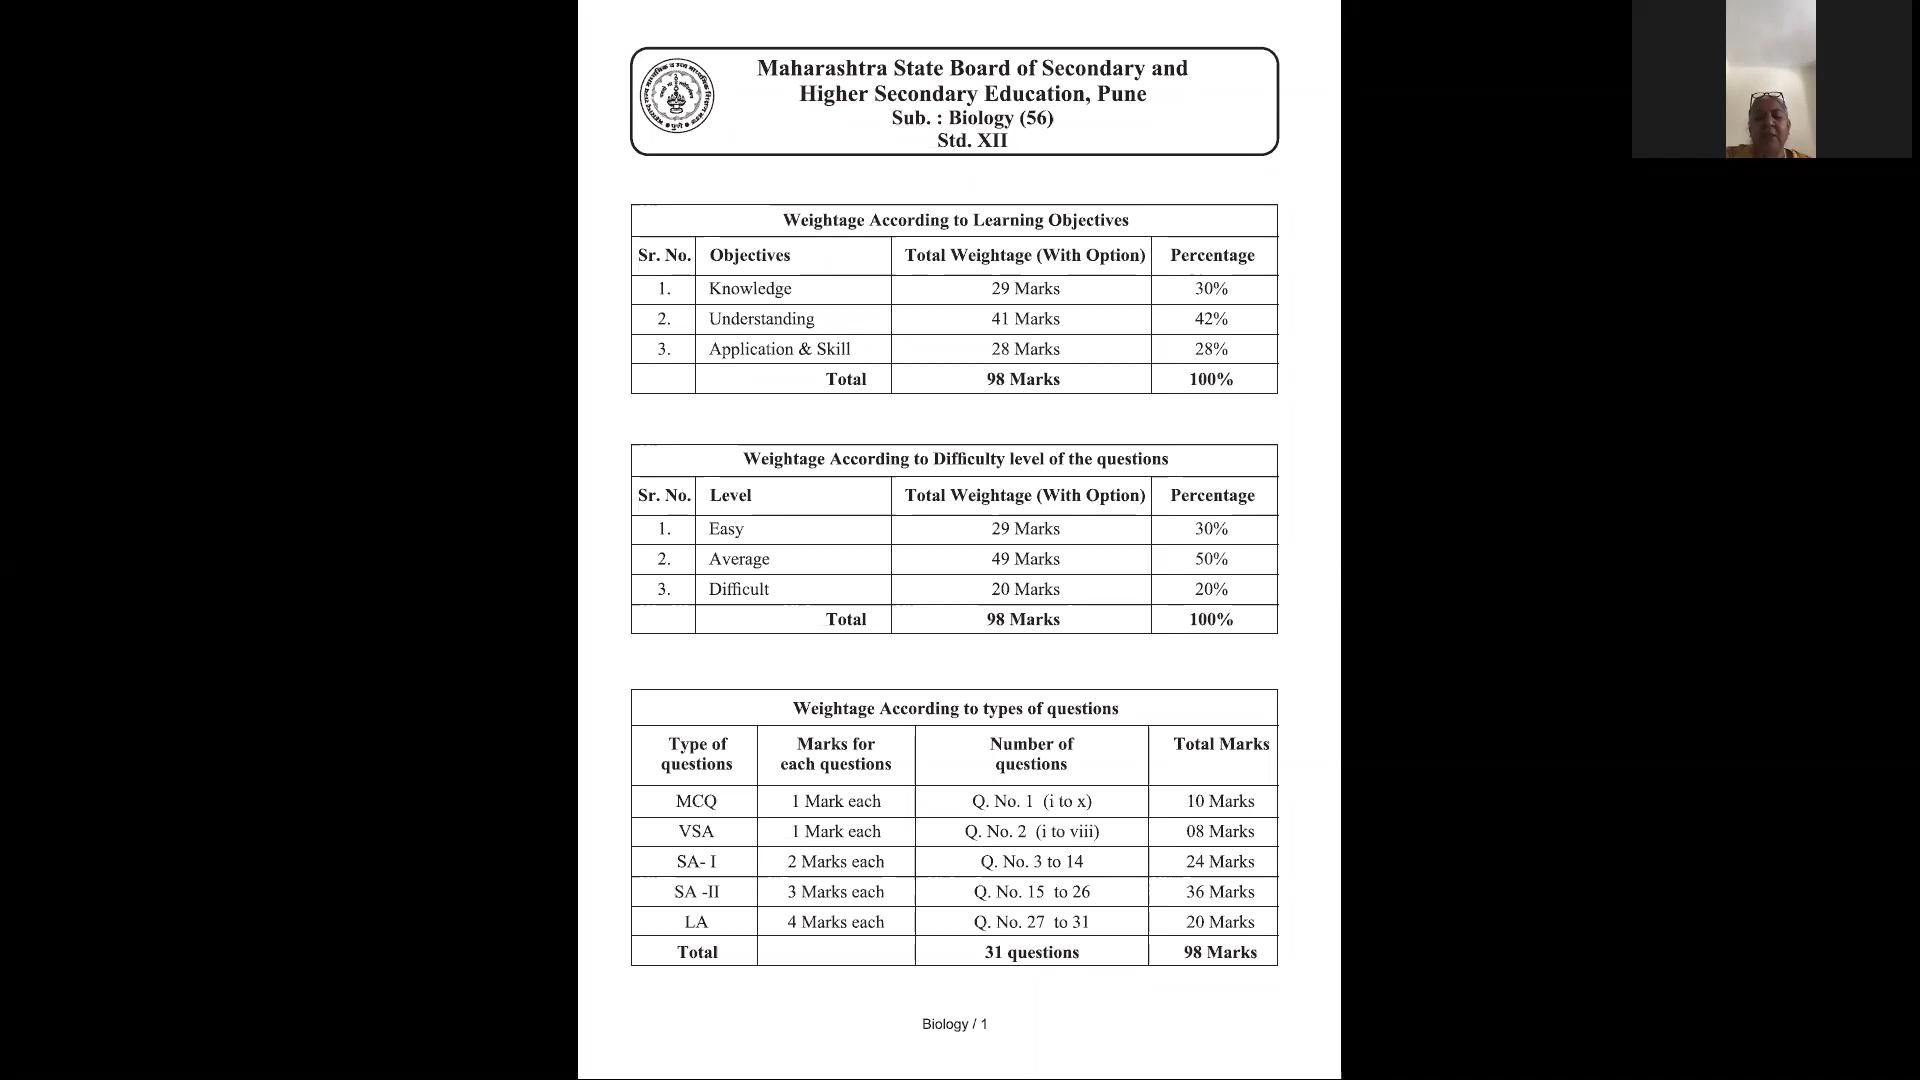 Maharashtra State Board of Secondary and
Higher Secondary Education, Pune
Sub. : Biology (56)
Std. XII
Weightage According to Learning Objectives
Sr. No. Objectives Total Weightage (With Option) Percentage
1. Knowledge 29 Marks 30%
2. Understanding 41 Marks 42%
3. Application & Skill 28 Marks 28%
Total 98 Marks 100%
Weightage According to Difficulty level of the questions
Sr. No. Level Total Weightage (With Option) Percentage
1. Easy 29 Marks 30%
2. Average 49 Marks 50%
3. Difficult 20 Marks 20%
Total 98 Marks 100%
Weightage According to types of questions
Type of questions Marks for each questions Number of questions Total Marks
MCQ 1 Mark each Q. No. 1 (i to x) 10 Marks
VSA 1 Mark each Q. No. 2 (i to viii) 08 Marks
SA- I 2 Marks each Q. No. 3 to 14 24 Marks
SA -II 3 Marks each Q. No. 15 to 26 36 Marks
LA 4 Marks each Q. No. 27 to 31 20 Marks
Total 31 questions 98 Marks
Biology / 1